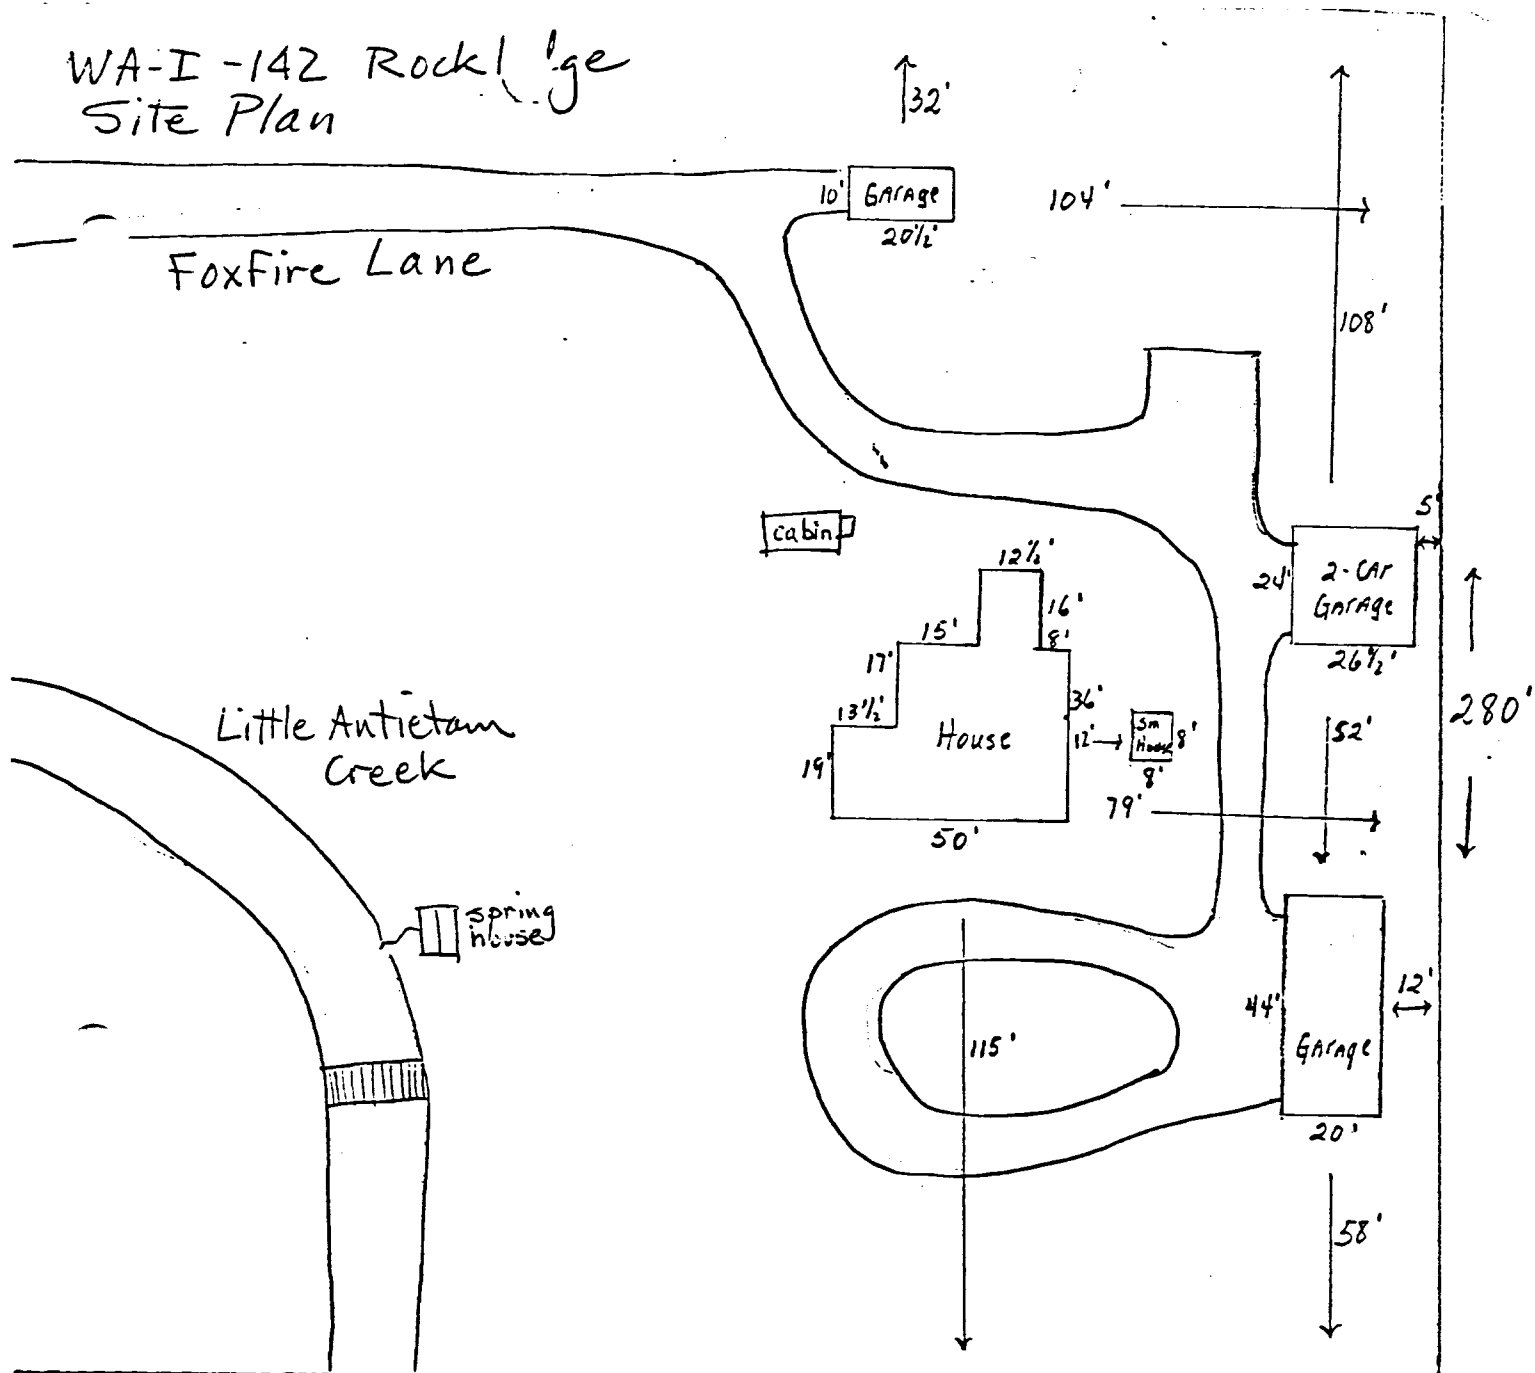 WA-I-142
Site Plan
32'
10'
GArAge
20½'
104'
FoxFire Lane
108'
5'
cabin
12½'
24'
2-CAr
GArAge
16'
15'
8'
17'
26½'
36'
280'
13½'
Little Antietam
Creek
House
12'
Sm
House
8'
52'
19'
8'
79'
50'
spring
house
12'
44'
115'
GArAge
20'
58'